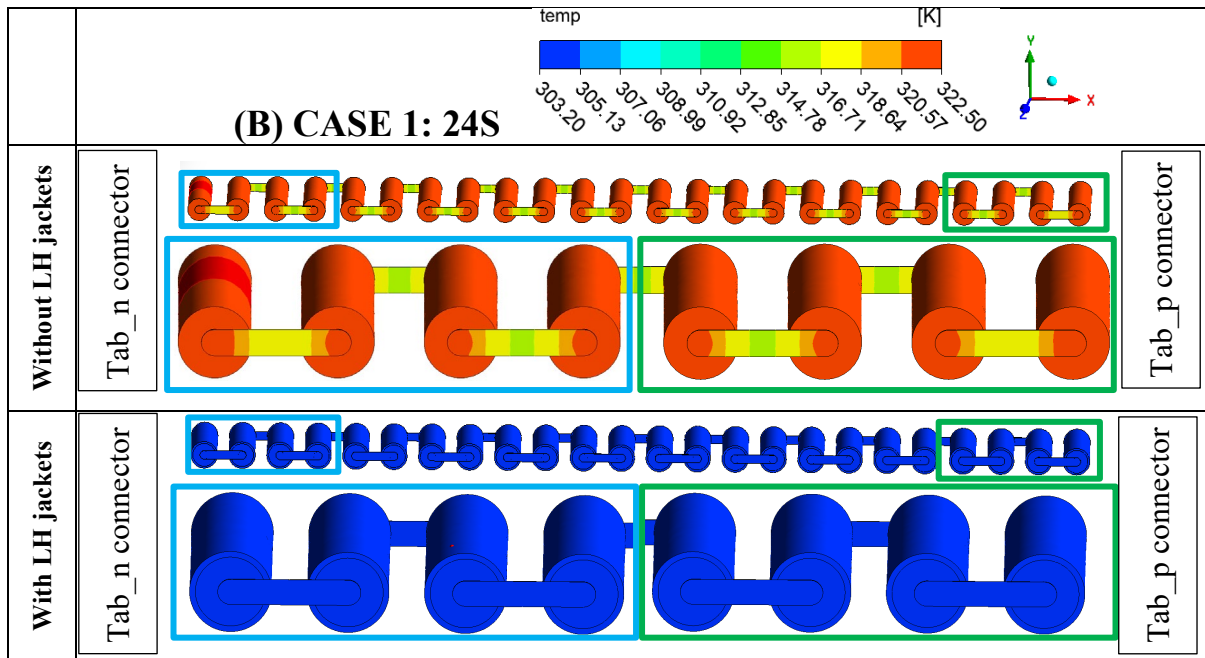 temp [K]
303.20 305.13 307.06 308.99 310.92 312.85 314.78 316.71 318.64 320.57 322.50
Y
X
Z
(B) CASE 1: 24S
Without LH jackets
Tab_n connector
Tab_p connector
With LH jackets
Tab_n connector
Tab_p connector